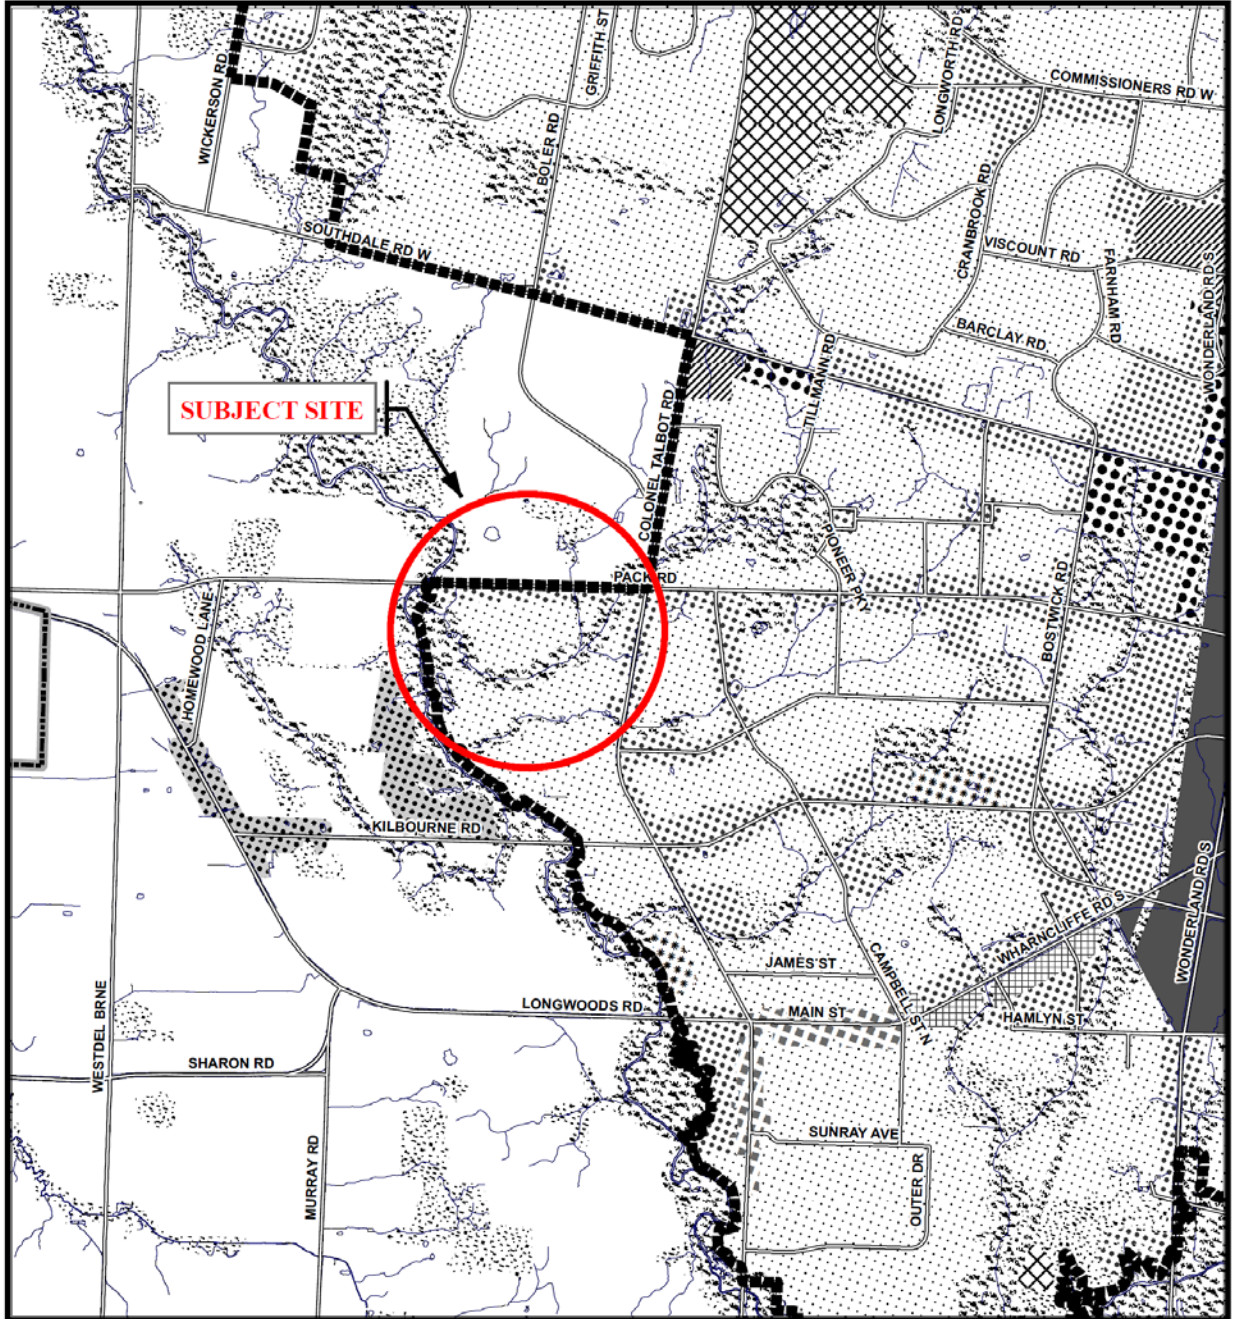 GRIFFITH ST
LONGWORTH RD
COMMISSIONERS RD W
WICKERSON RD
BOLER RD
CRANBROOK RD
SOUTHDALE RD W
VISCOUNT RD
FARNHAM RD
WONDERLAND RD S
BARCLAY RD
TILLMANN RD
SUBJECT SITE
COLONEL TALBOT RD
PIONEER PKY
PACK RD
BOSTWICK RD
HOMEWOOD LANE
KILBOURNE RD
WHARNCLIFFE RD S
WONDERLAND RD S
JAMES ST
CAMPBELL ST N
LONGWOODS RD
MAIN ST
HAMLYN ST
WESTDEL BRNE
SHARON RD
SUNRAY AVE
MURRAY RD
OUTER DR